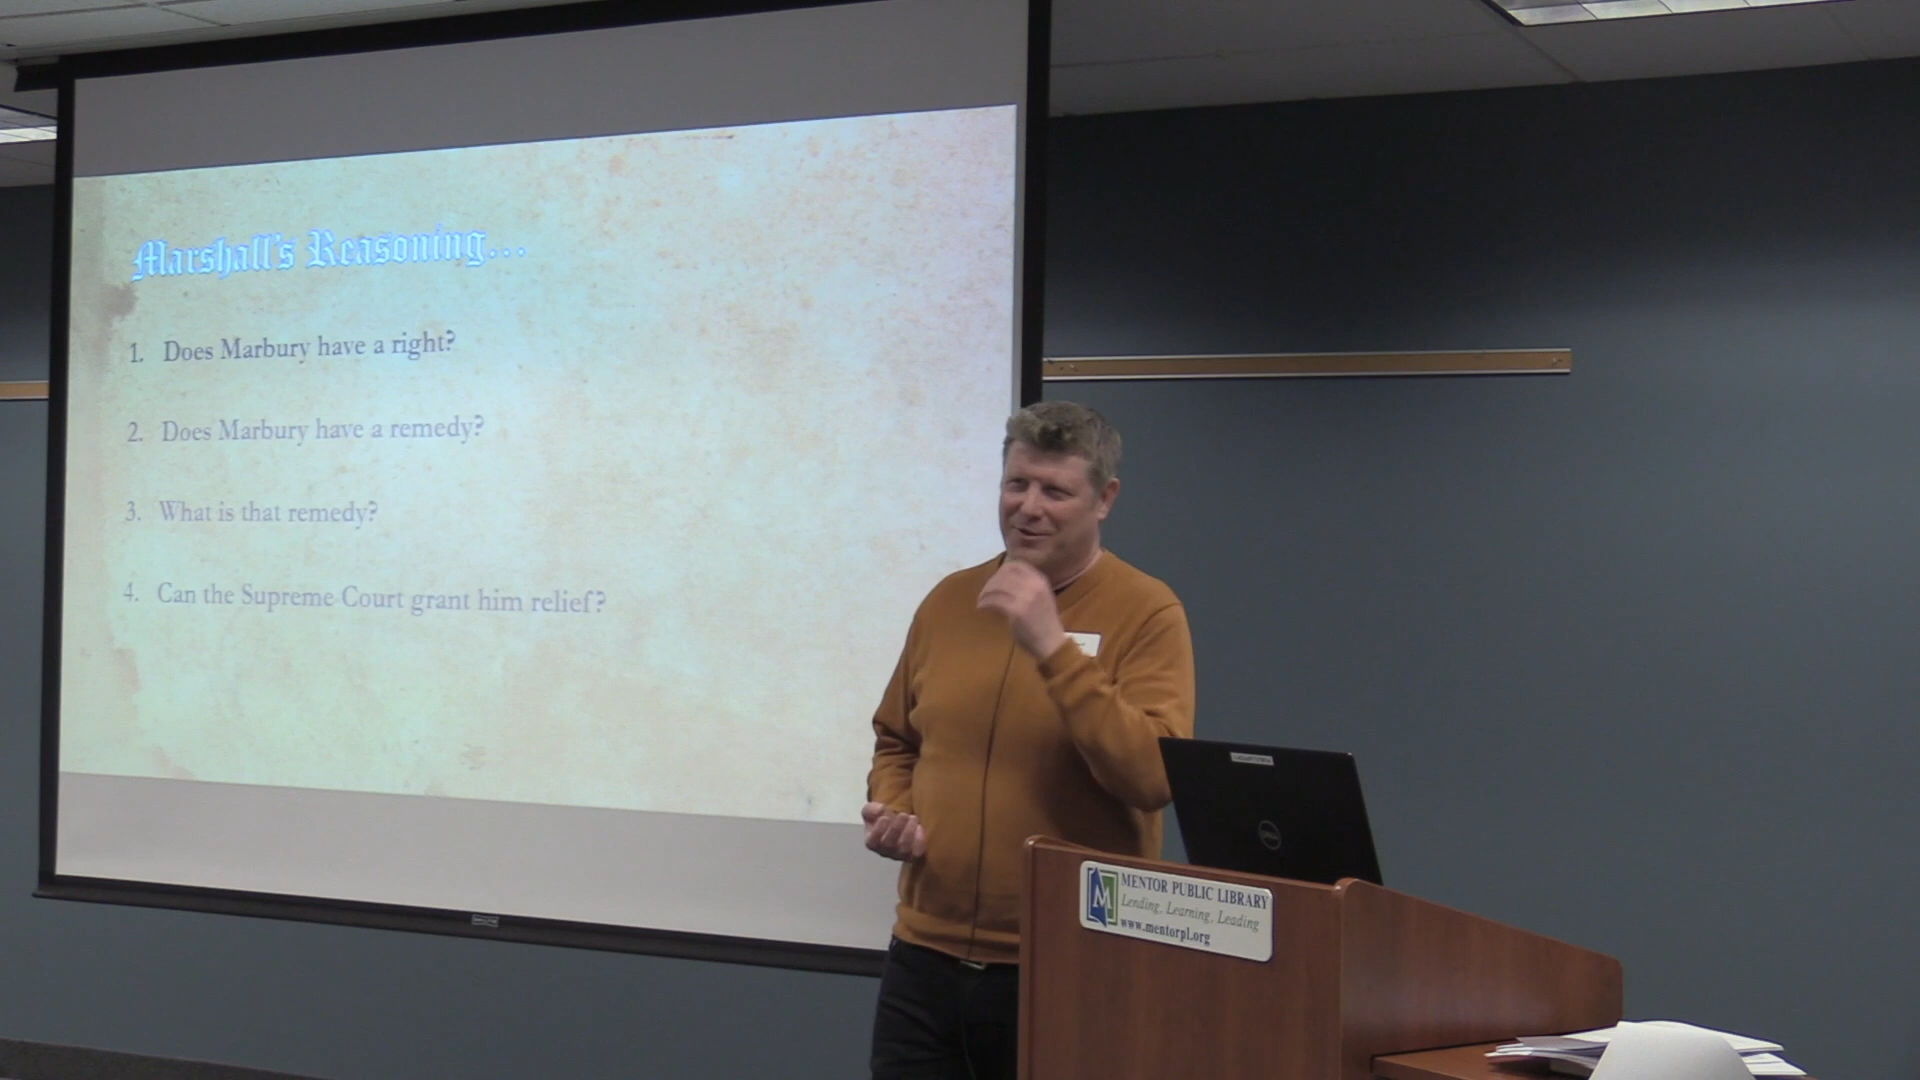 Marshall's Reasoning...
1. Does Marbury have a right?
2. Does Marbury have a remedy?
3. What is that remedy?
4. Can the Supreme Court grant him relief?
M
MENTOR PUBLIC LIBRARY
Lending, Learning, Leading
www.mentorpl.org
DELL